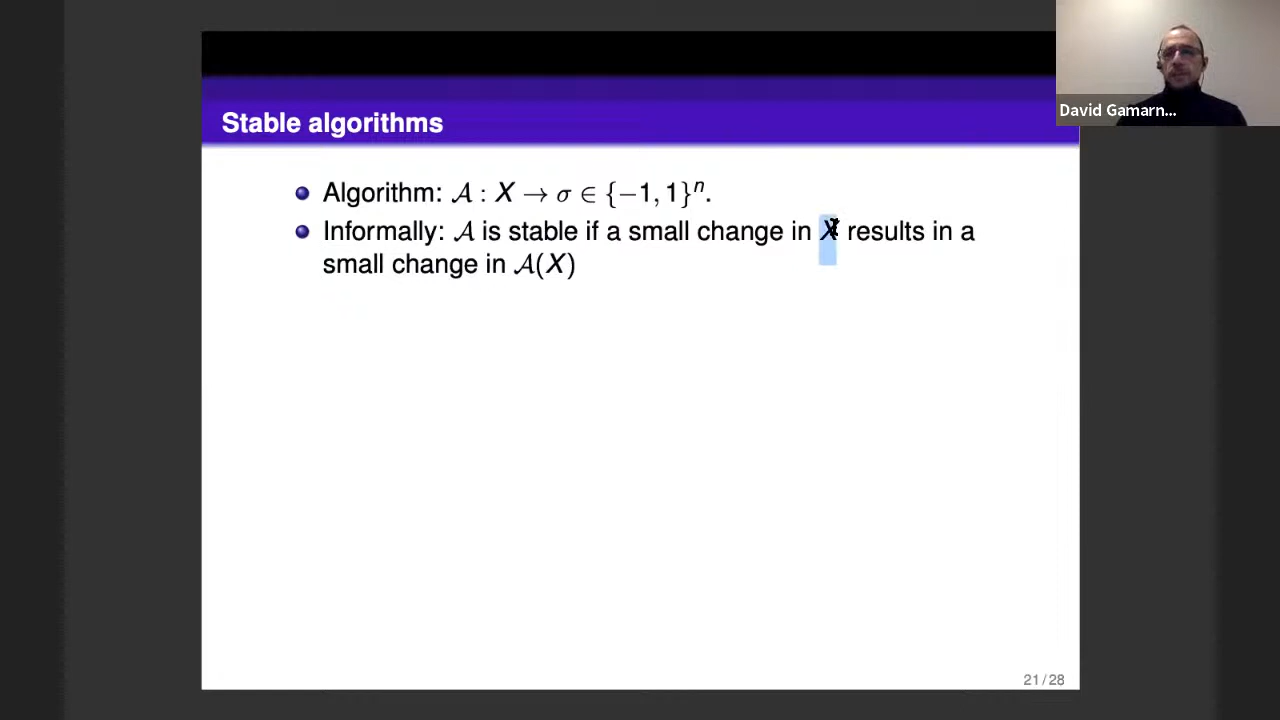 David Gamarn...
Stable algorithms
Algorithm: 𝒜 : X → σ ∈ {−1, 1}ⁿ.
Informally: 𝒜 is stable if a small change in X results in a
small change in 𝒜(X)
21 / 28